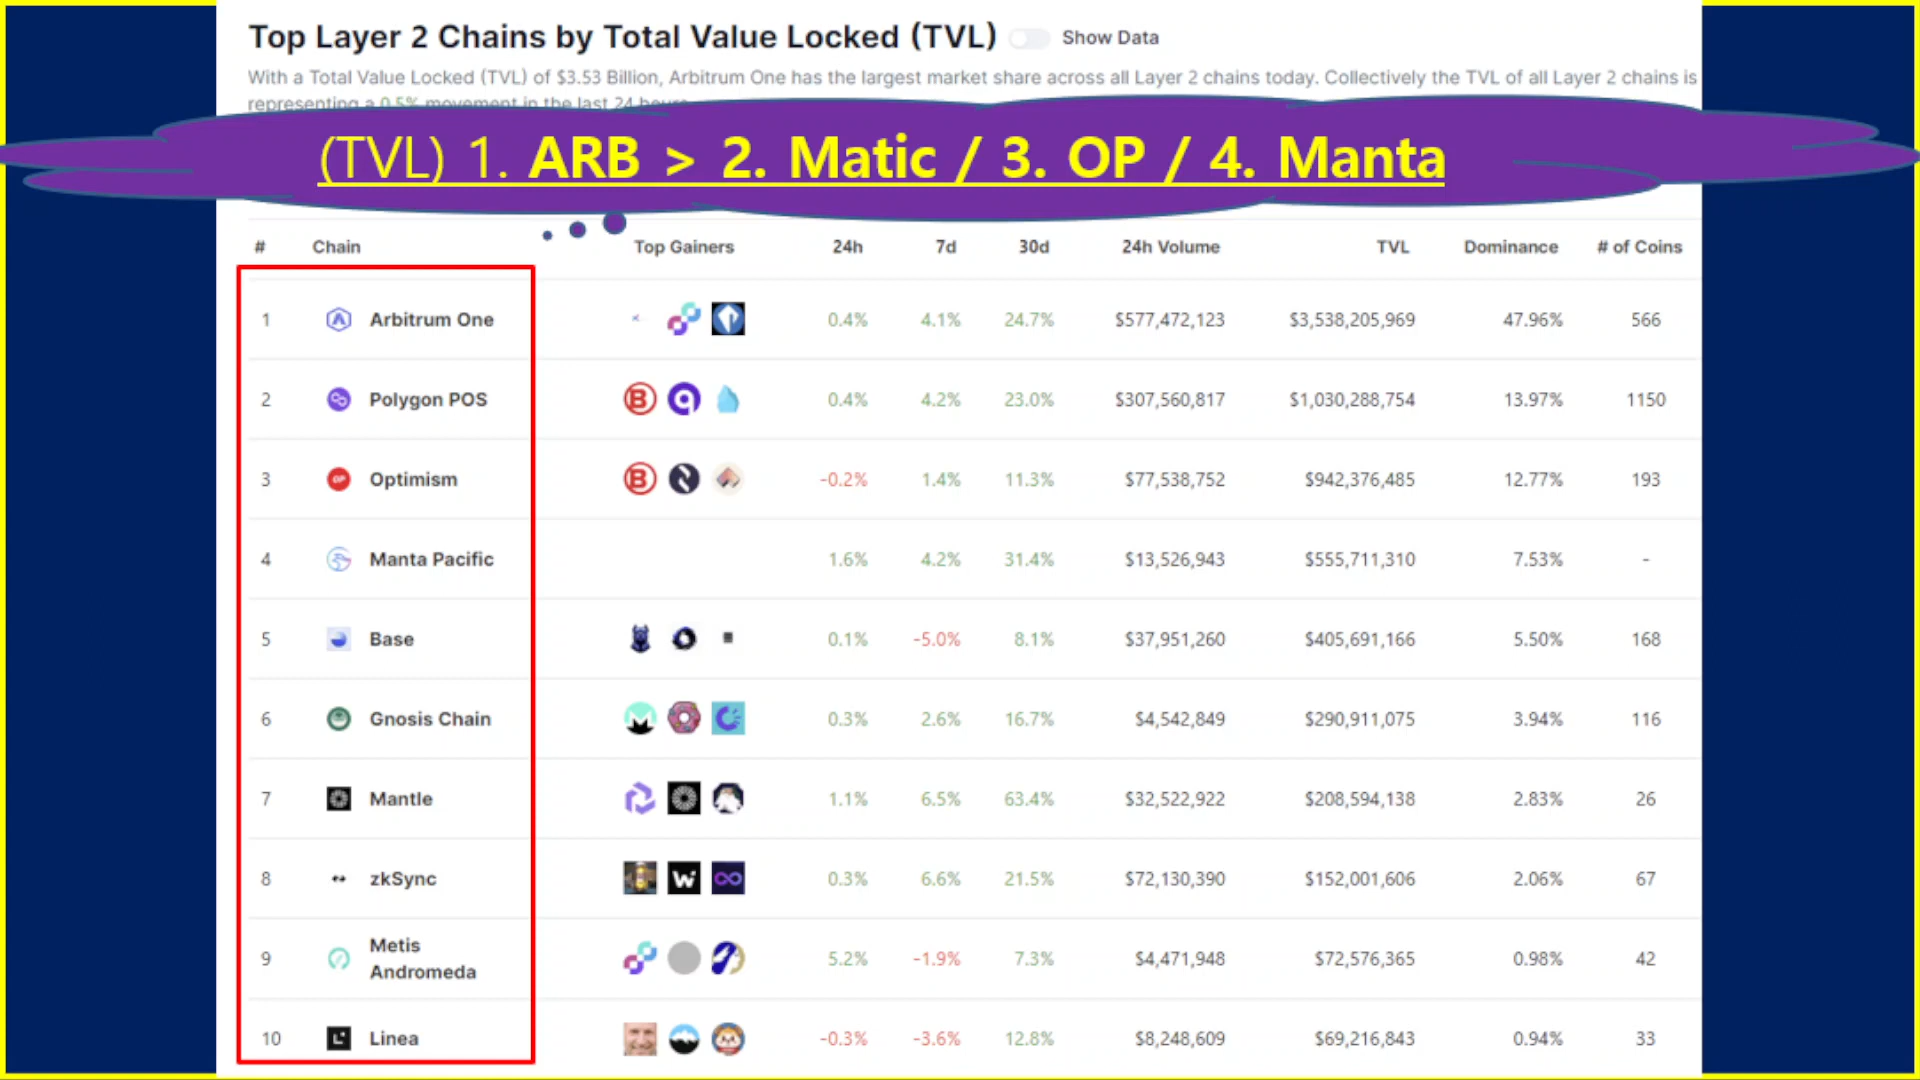 Top Layer 2 Chains by Total Value Locked (TVL) Show Data
With a Total Value Locked (TVL) of $3.53 Billion, Arbitrum One has the largest market share across all Layer 2 chains today. Collectively the TVL of all Layer 2 chains is
representing a 0.5% movement in the last 24 hours
(TVL) 1. ARB > 2. Matic / 3. OP / 4. Manta
# Chain Top Gainers 24h 7d 30d 24h Volume TVL Dominance # of Coins
1 Arbitrum One 0.4% 4.1% 24.7% $577,472,123 $3,538,205,969 47.96% 566
2 Polygon POS 0.4% 4.2% 23.0% $307,560,817 $1,030,288,754 13.97% 1150
3 Optimism -0.2% 1.4% 11.3% $77,538,752 $942,376,485 12.77% 193
4 Manta Pacific 1.6% 4.2% 31.4% $13,526,943 $555,711,310 7.53% -
5 Base 0.1% -5.0% 8.1% $37,951,260 $405,691,166 5.50% 168
6 Gnosis Chain 0.3% 2.6% 16.7% $4,542,849 $290,911,075 3.94% 116
7 Mantle 1.1% 6.5% 63.4% $32,522,922 $208,594,138 2.83% 26
8 zkSync 0.3% 6.6% 21.5% $72,130,390 $152,001,606 2.06% 67
9 Metis Andromeda 5.2% -1.9% 7.3% $4,471,948 $72,576,365 0.98% 42
10 Linea -0.3% -3.6% 12.8% $8,248,609 $69,216,843 0.94% 33